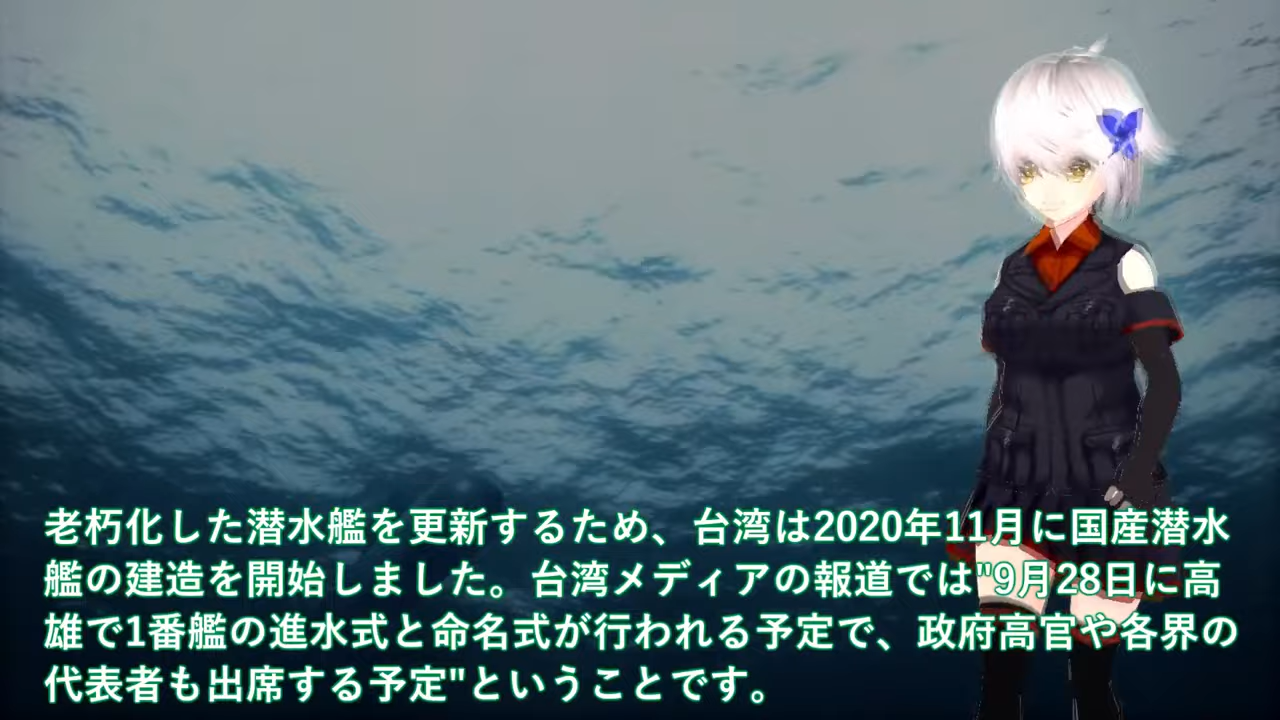 老朽化した潜水艦を更新するため、台湾は2020年11月に国産潜水
艦の建造を開始しました。台湾メディアの報道では"9月28日に高
雄で1番艦の進水式と命名式が行われる予定で、政府高官や各界の
代表者も出席する予定"ということです。